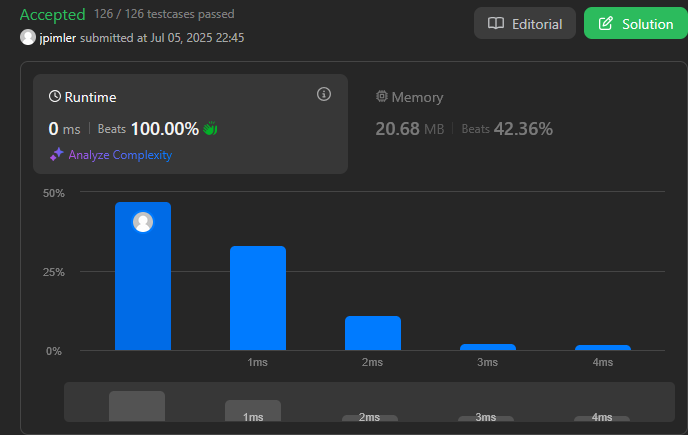 Accepted 126 / 126 testcases passed
Editorial
Solution
jpimler submitted at Jul 05, 2025 22:45
Runtime
0 ms | Beats 100.00%
Analyze Complexity
Memory
20.68 MB | Beats 42.36%
50%
25%
0%
1ms 2ms 3ms 4ms
1ms 2ms 3ms 4ms